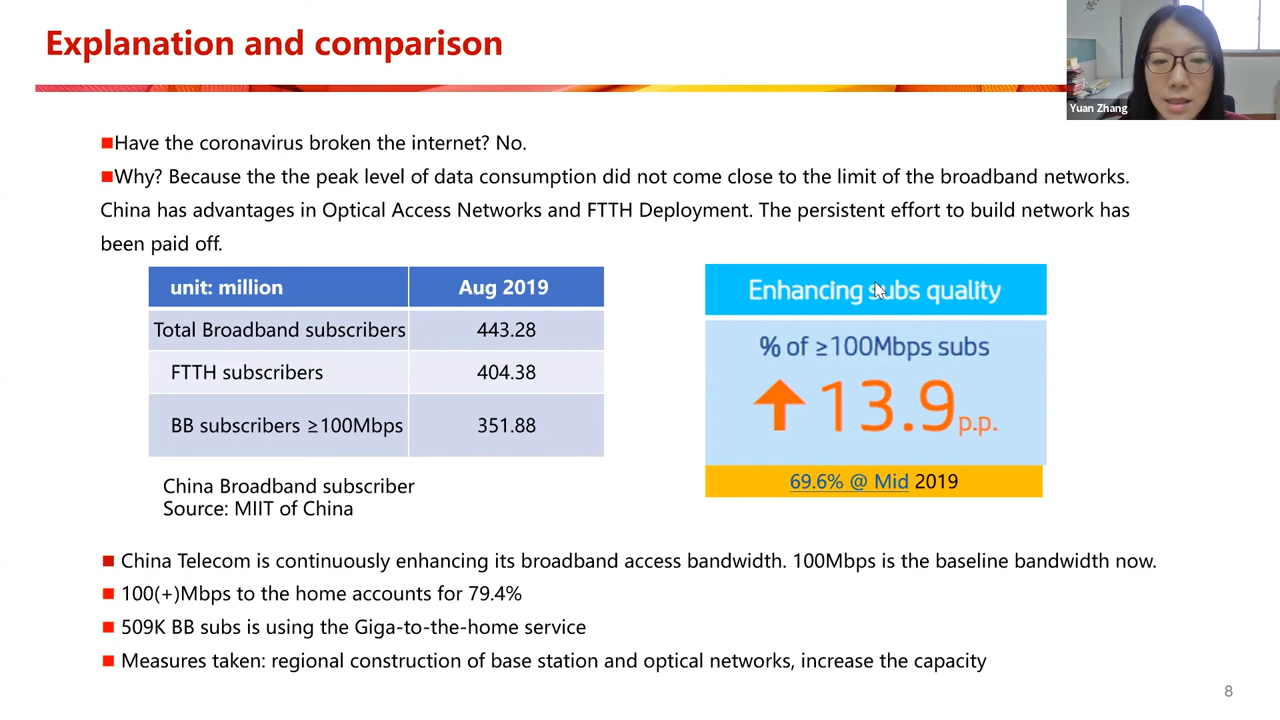 Explanation and comparison
Yuan Zhang
■Have the coronavirus broken the internet? No.
■Why? Because the the peak level of data consumption did not come close to the limit of the broadband networks.
China has advantages in Optical Access Networks and FTTH Deployment. The persistent effort to build network has
been paid off.
unit: million Aug 2019
Total Broadband subscribers 443.28
FTTH subscribers 404.38
BB subscribers ≥100Mbps 351.88
China Broadband subscriber
Source: MIIT of China
Enhancing subs quality
% of ≥100Mbps subs
13.9p.p.
69.6% @ Mid 2019
■ China Telecom is continuously enhancing its broadband access bandwidth. 100Mbps is the baseline bandwidth now.
■ 100(+)Mbps to the home accounts for 79.4%
■ 509K BB subs is using the Giga-to-the-home service
■ Measures taken: regional construction of base station and optical networks, increase the capacity
8